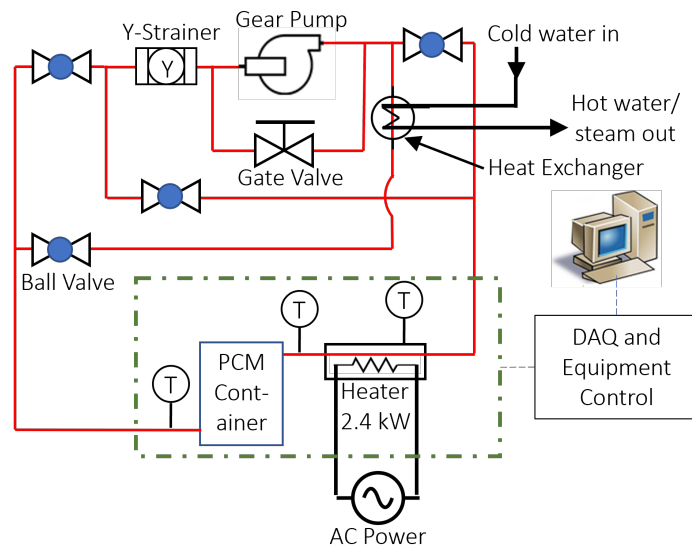 Y-Strainer
Gear Pump
Cold water in
Y
Hot water/
steam out
Heat Exchanger
Gate Valve
Ball Valve
T
T
T
PCM
Cont-
ainer
Heater
2.4 kW
DAQ and
Equipment
Control
AC Power